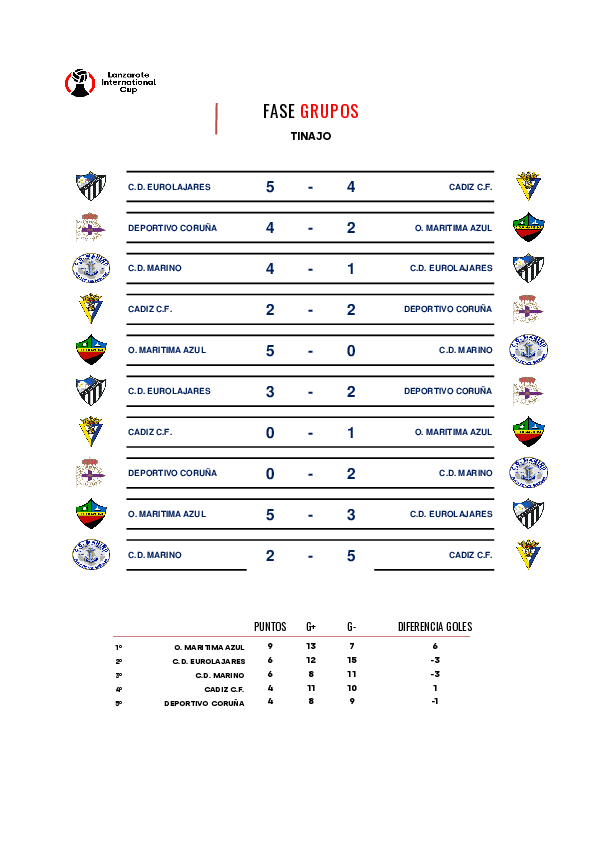 Lanzarote
International
Cup
FASE GRUPOS
TINAJO
C.D. EUROLAJARES 5 - 4 CADIZ C.F.
DEPORTIVO CORUÑA 4 - 2 O. MARITIMA AZUL
C.D. MARINO 4 - 1 C.D. EUROLAJARES
CADIZ C.F. 2 - 2 DEPORTIVO CORUÑA
O. MARITIMA AZUL 5 - 0 C.D. MARINO
C.D. EUROLAJARES 3 - 2 DEPORTIVO CORUÑA
CADIZ C.F. 0 - 1 O. MARITIMA AZUL
DEPORTIVO CORUÑA 0 - 2 C.D. MARINO
O. MARITIMA AZUL 5 - 3 C.D. EUROLAJARES
C.D. MARINO 2 - 5 CADIZ C.F.
PUNTOS G+ G- DIFERENCIA GOLES
1º O. MARITIMA AZUL 9 13 7 6
2º C.D. EUROLAJARES 6 12 15 -3
3º C.D. MARINO 6 8 11 -3
4º CADIZ C.F. 4 11 10 1
5º DEPORTIVO CORUÑA 4 8 9 -1